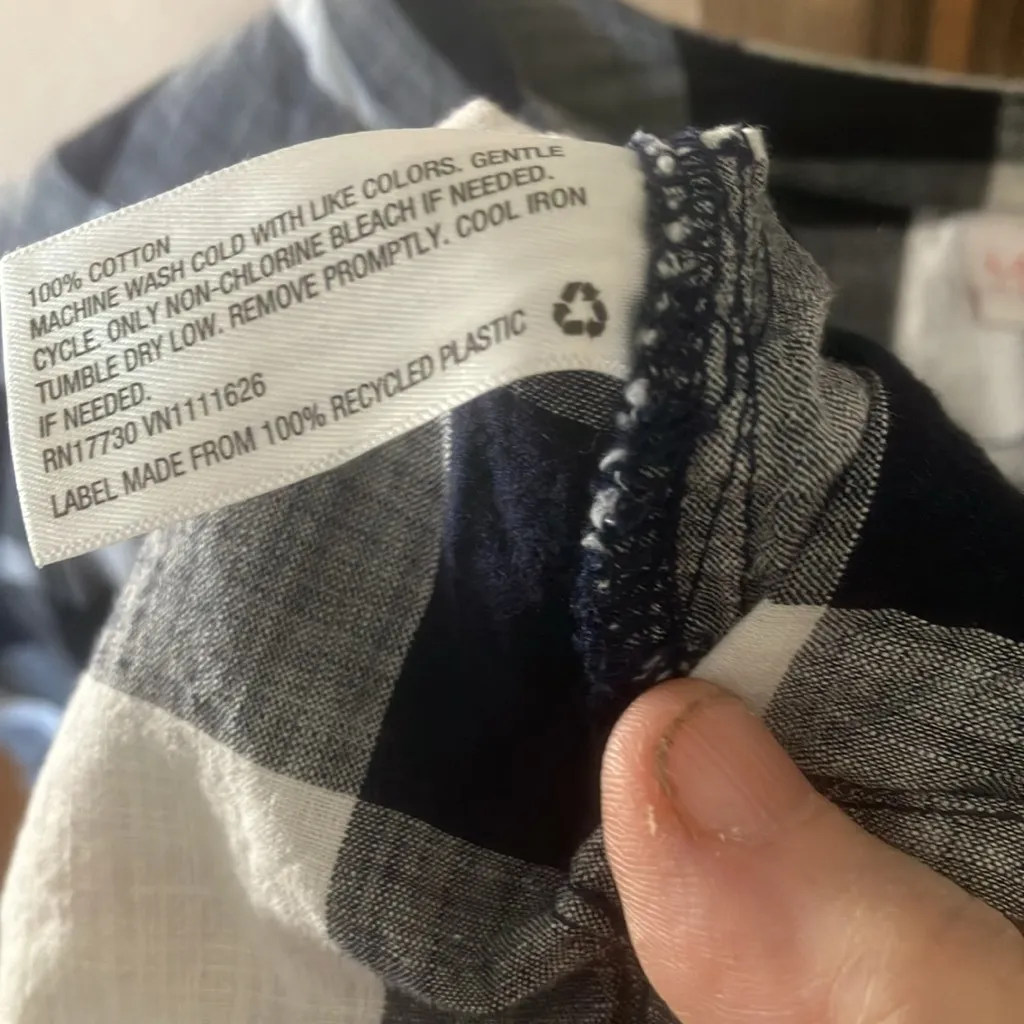 100% COTTON
MACHINE WASH COLD WITH LIKE COLORS. GENTLE
CYCLE. ONLY NON-CHLORINE BLEACH IF NEEDED.
TUMBLE DRY LOW. REMOVE PROMPTLY. COOL IRON
IF NEEDED.
RN17730 VN1111626
LABEL MADE FROM 100% RECYCLED PLASTIC